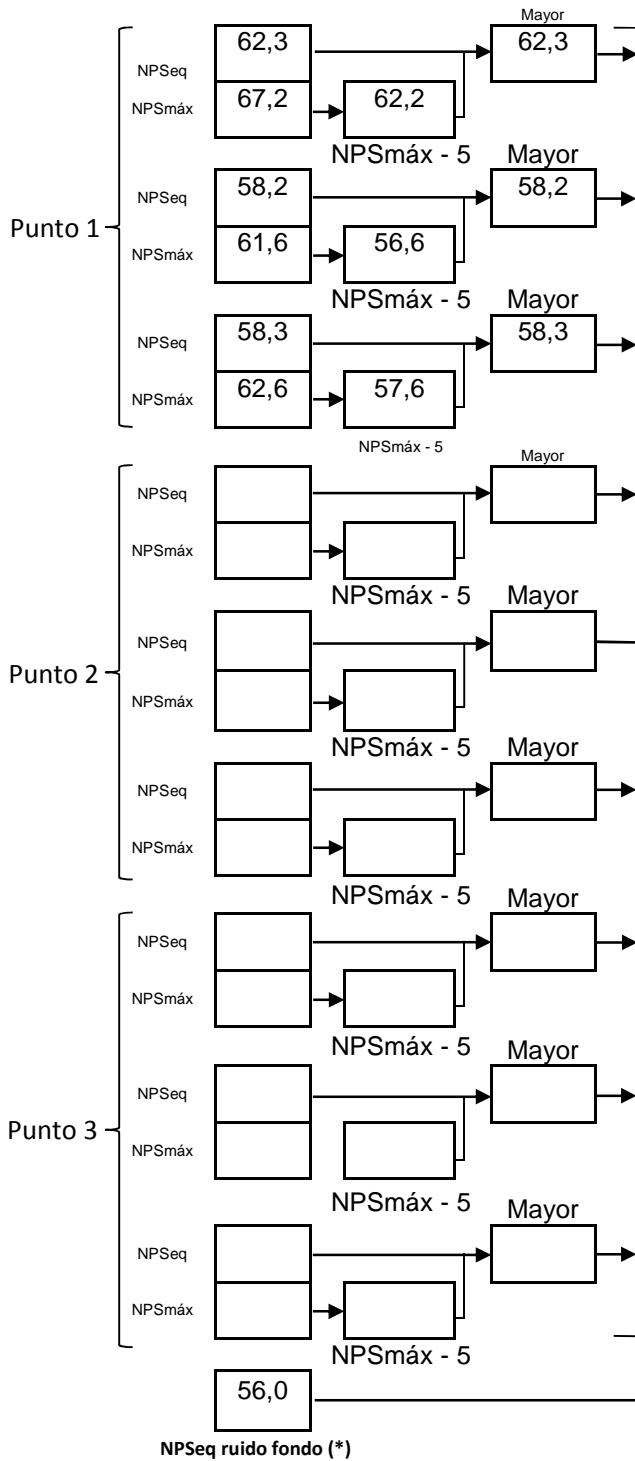 Mayor
62,3
62,3
NPSeq
NPSmáx
67,2
62,2
NPSmáx - 5
Mayor
NPSeq
58,2
58,2
Punto 1
NPSmáx
61,6
56,6
NPSmáx - 5
Mayor
NPSeq
58,3
58,3
NPSmáx
62,6
57,6
NPSmáx - 5
Mayor
NPSeq
NPSmáx
NPSmáx - 5
Mayor
NPSeq
Punto 2
NPSmáx
NPSmáx - 5
Mayor
NPSeq
NPSmáx
NPSmáx - 5
Mayor
NPSeq
NPSmáx
NPSmáx - 5
Mayor
NPSeq
Punto 3
NPSmáx
NPSmáx - 5
Mayor
NPSeq
NPSmáx
NPSmáx - 5
56,0
NPSeq ruido fondo (*)